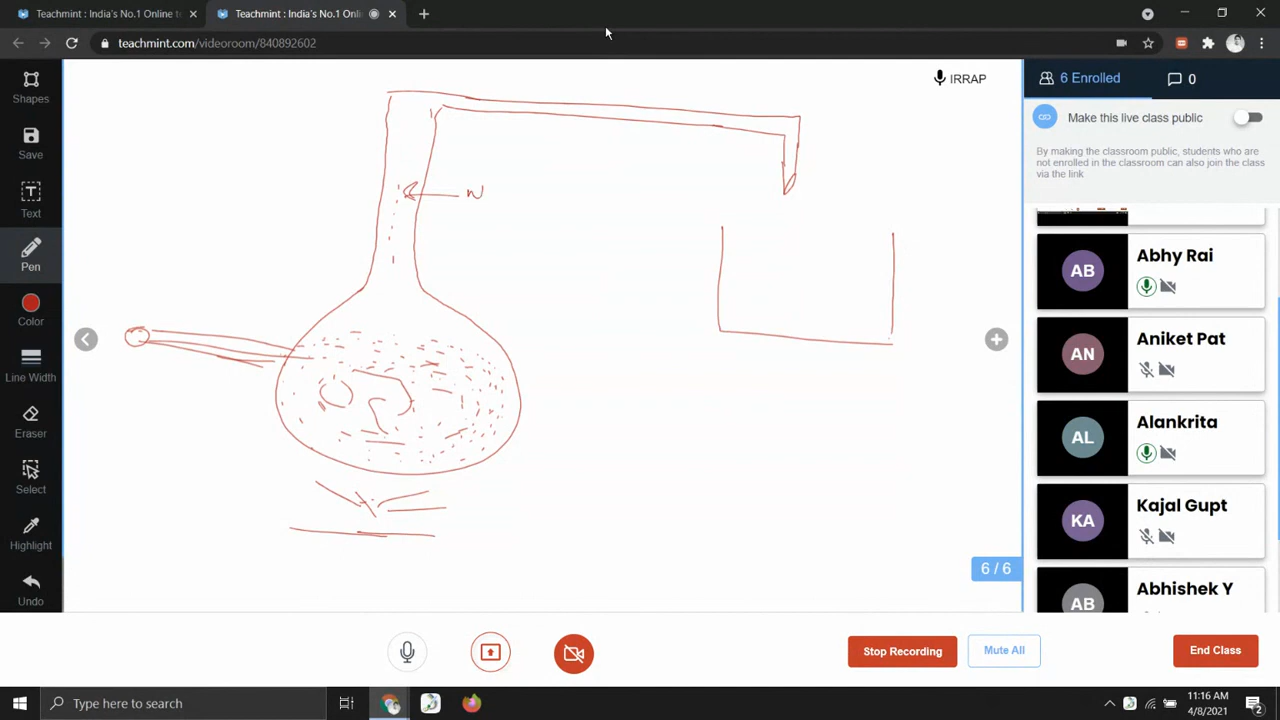 Teachmint: India's No.1 Online t
Teachmint: India's No.1 Onli
teachmint.com/videoroom/840892602
IRRAP
6 Enrolled
0
Make this live class public
By making the classroom public, students who are
not enrolled in the classroom can also join the class
via the link
Shapes
Save
Text
Pen
Color
Line Width
Eraser
Select
Highlight
Undo
N
AB
Abhy Rai
AN
Aniket Pat
AL
Alankrita
KA
Kajal Gupt
AB
Abhishek Y
6 / 6
Stop Recording
Mute All
End Class
Type here to search
11:16 AM
4/8/2021
2